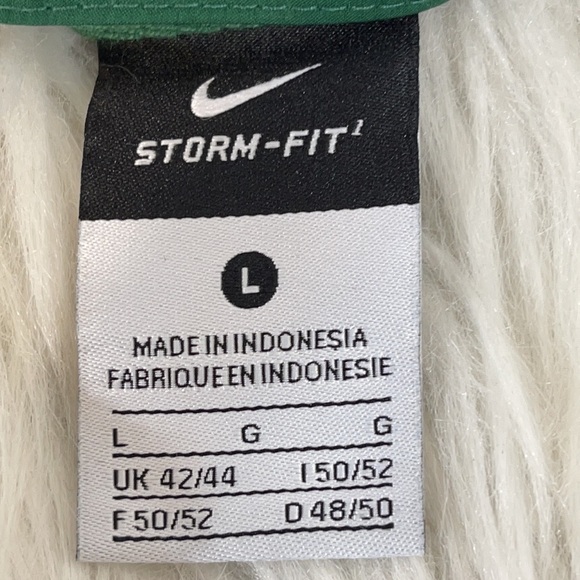 STORM-FIT¹
L
MADE IN INDONESIA
FABRIQUE EN INDONESIE
L G G
UK 42/44 I 50/52
F 50/52 D 48/50